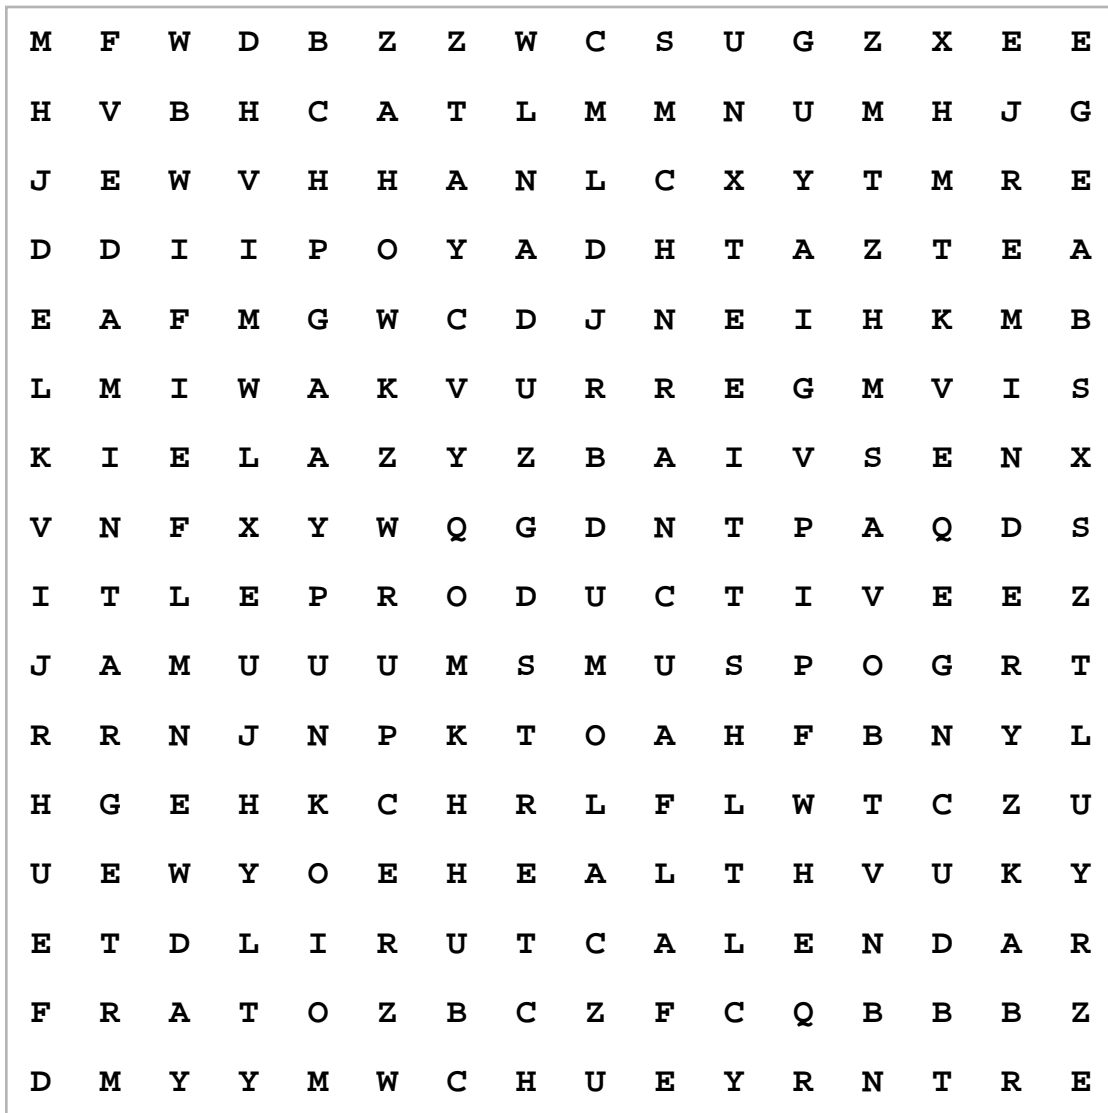 M F W D B Z Z W C S U G Z X E E
H V B H C A T L M M N U M H J G
J E W V H H A N L C X Y T M R E
D D I I P O Y A D H T A Z T E A
E A F M G W C D J N E I H K M B
L M I W A K V U R R E G M V I S
K I E L A Z Y Z B A I V S E N X
V N F X Y W Q G D N T P A Q D S
I T L E P R O D U C T I V E E Z
J A M U U U M S M U S P O G R T
R R N J N P K T O A H F B N Y L
H G E H K C H R L F L W T C Z U
U E W Y O E H E A L T H V U K Y
E T D L I R U T C A L E N D A R
F R A T O Z B C Z F C Q B B B Z
D M Y Y M W C H U E Y R N T R E